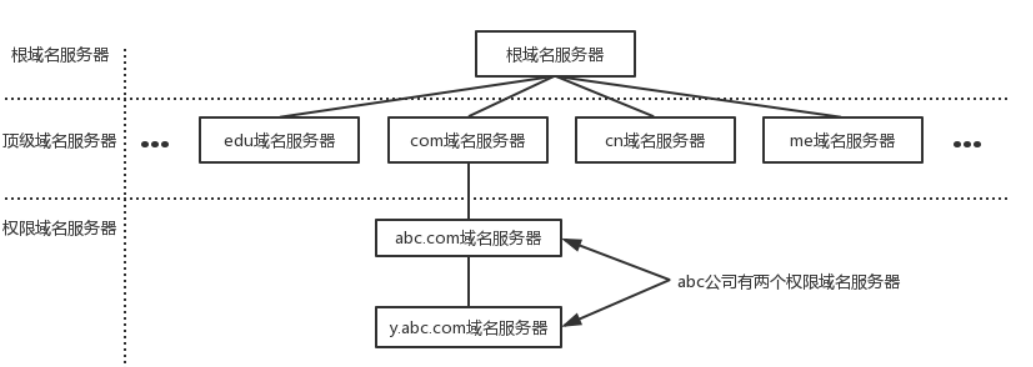 根域名服务器
根域名服务器
顶级域名服务器
•••
edu域名服务器
com域名服务器
cn域名服务器
me域名服务器
•••
权限域名服务器
abc.com域名服务器
abc公司有两个权限域名服务器
y.abc.com域名服务器